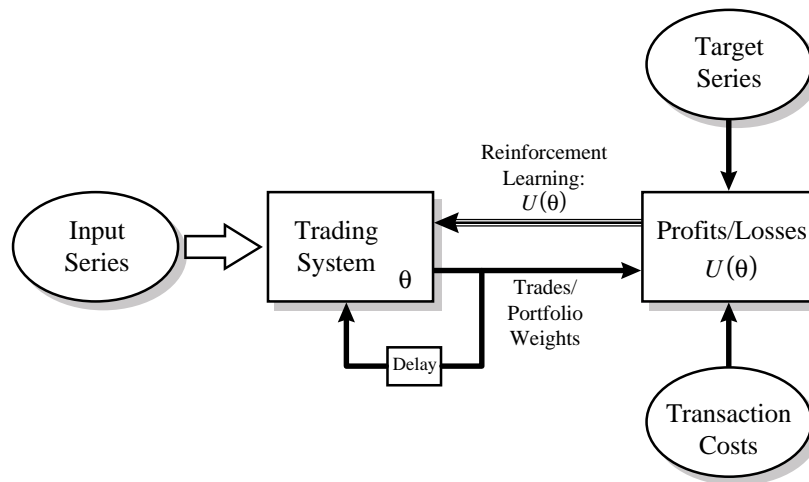 Target
Series
Reinforcement
Learning:
U(θ)
Input
Series
Trading
System
θ
Profits/Losses
U(θ)
Trades/
Portfolio
Weights
Delay
Transaction
Costs